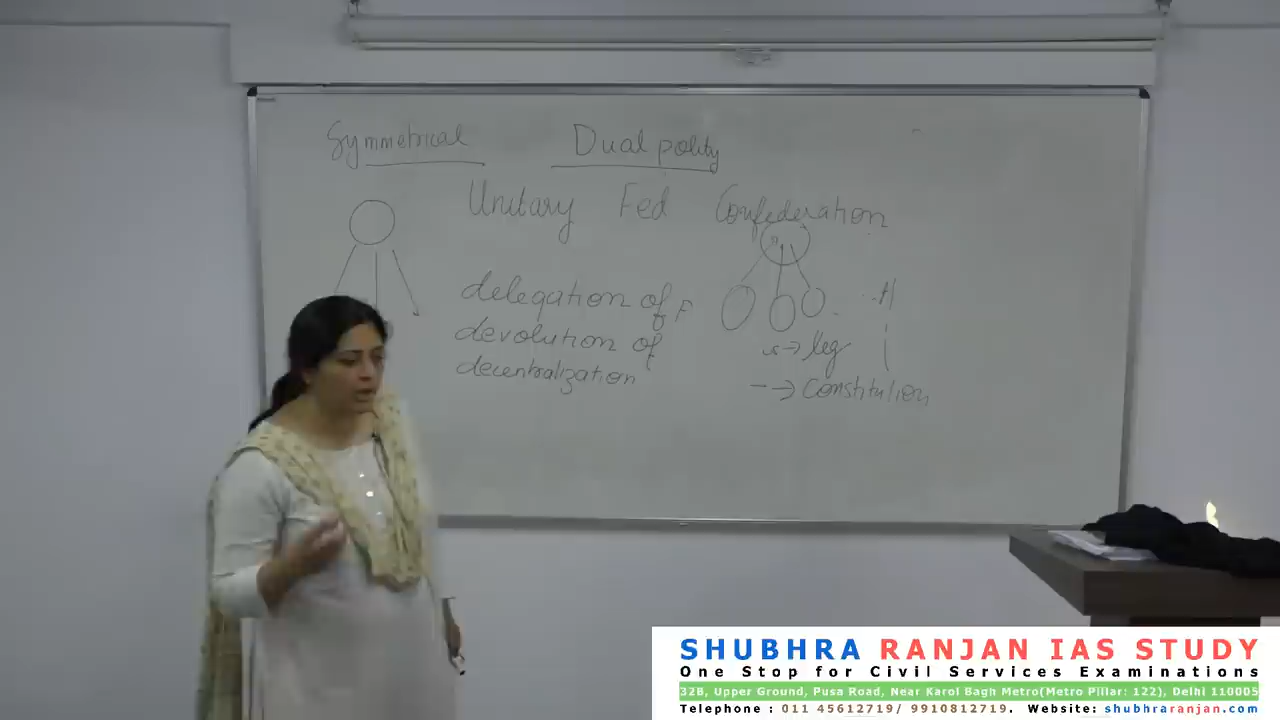 Symmetrical Dual polity
Unitary Fed Confederation
delegation of P
devolution of
decentralization
→ leg
→ Constitution
SHUBHRA RANJAN IAS STUDY
One Stop for Civil Services Examinations
32B, Upper Ground, Pusa Road, Near Karol Bagh Metro(Metro Pillar: 122), Delhi 110005
Telephone : 011 45612719/ 9910812719. Website: shubhraranjan.com